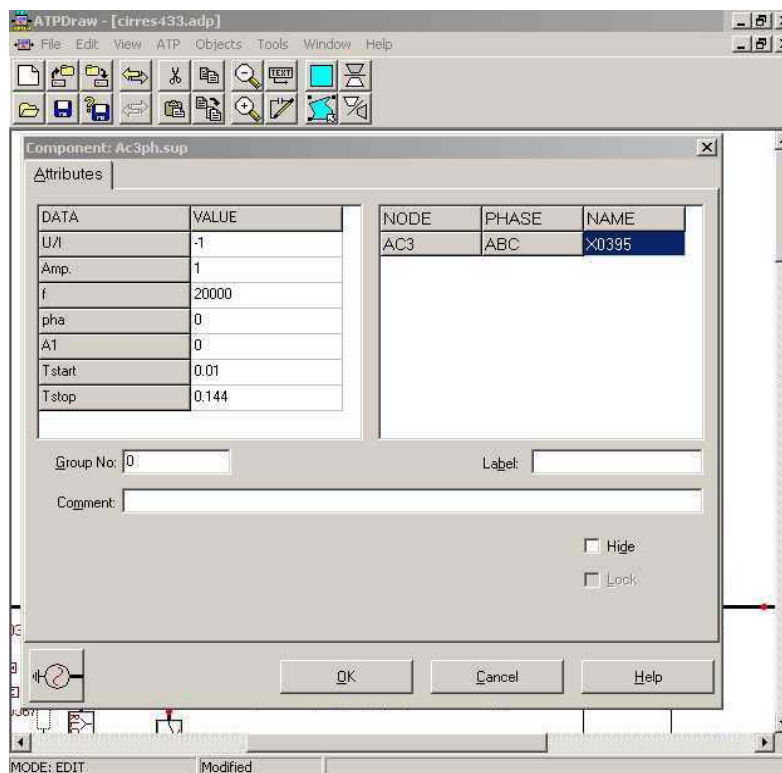 ATPDraw - [cirres433.adp]
File Edit View ATP Objects Tools Window Help
TEXT
Component: Ac3ph.sup
Attributes
DATA VALUE
U/I -1
Amp. 1
f 20000
pha 0
A1 0
Tstart 0.01
Tstop 0.144
NODE PHASE NAME
AC3 ABC X0395
Group No: 0
Label:
Comment:
Hide
Lock
OK Cancel Help
MODE: EDIT Modified